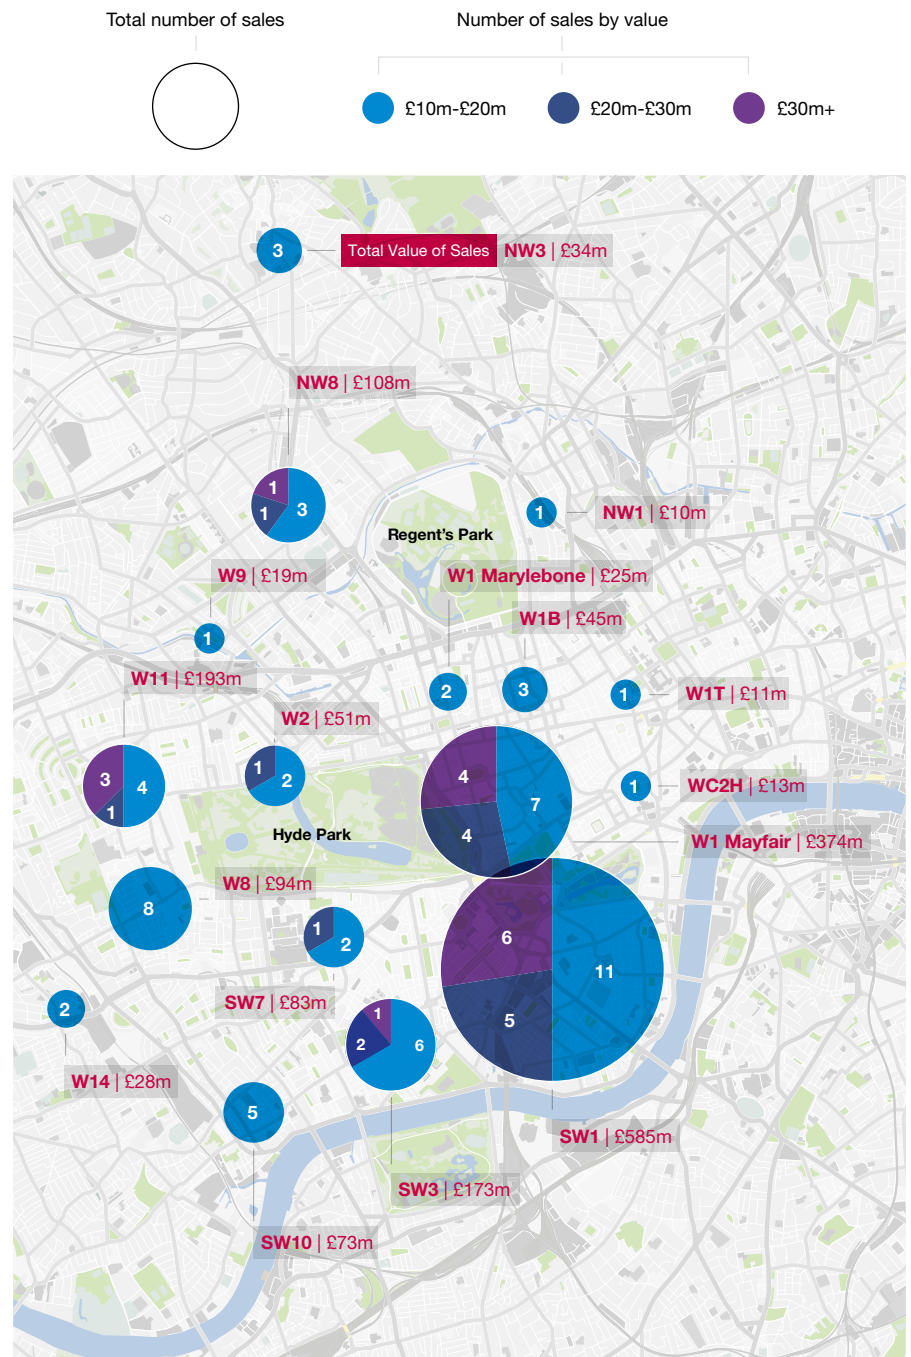 Total number of sales
Number of sales by value
£10m-£20m
£20m-£30m
£30m+
3
Total Value of Sales
NW3 | £34m
NW8 | £108m
1
1
3
1
NW1 | £10m
Regent's Park
W9 | £19m
W1 Marylebone | £25m
W1B | £45m
1
W11 | £193m
2
3
1
W1T | £11m
W2 | £51m
3
4
1
1
2
4
7
4
1
WC2H | £13m
Hyde Park
W1 Mayfair | £374m
W8 | £94m
8
1
2
6
11
5
SW7 | £83m
2
1
2
6
W14 | £28m
5
SW1 | £585m
SW3 | £173m
SW10 | £73m